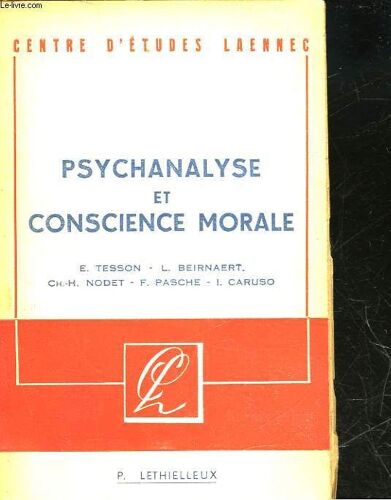 Le-livre.com
CENTRE D'ÉTUDES LAENNEC
PSYCHANALYSE
ET
CONSCIENCE MORALE
E. TESSON - L. BEIRNAERT.
CH.-H. NODET - F. PASCHE - I. CARUSO
P. LETHIELLEUX